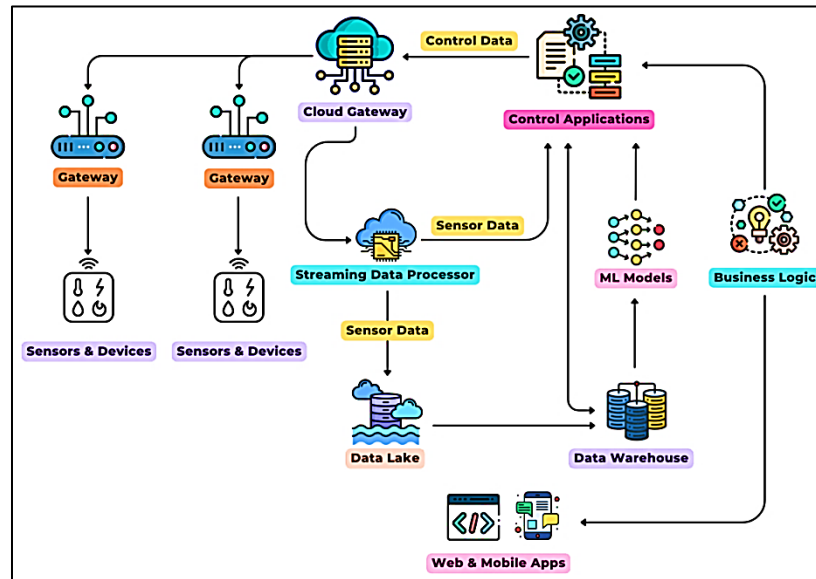 Control Data
Cloud Gateway
Control Applications
Gateway
Gateway
Sensor Data
Streaming Data Processor
ML Models
Business Logic
Sensor Data
Sensors & Devices
Sensors & Devices
Data Lake
Data Warehouse
</>
Web & Mobile Apps